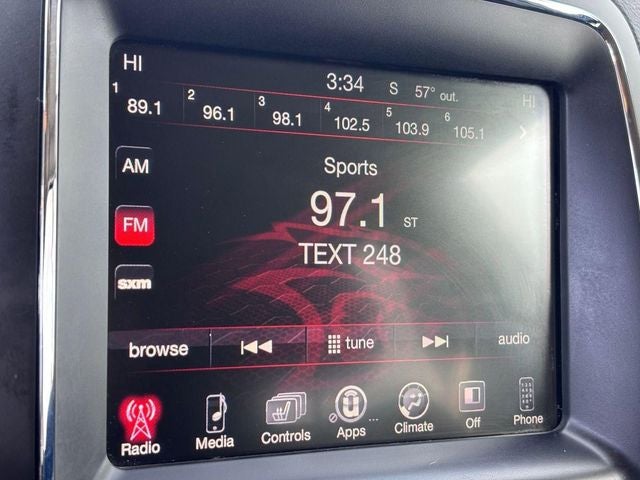 HI
3:34 S 57° out. HI
1 89.1 2 96.1 3 98.1 4 102.5 5 103.9 6 105.1
AM
Sports
FM
97.1 ST
TEXT 248
sxm
browse tune audio
Radio Media Controls Apps Climate Off Phone